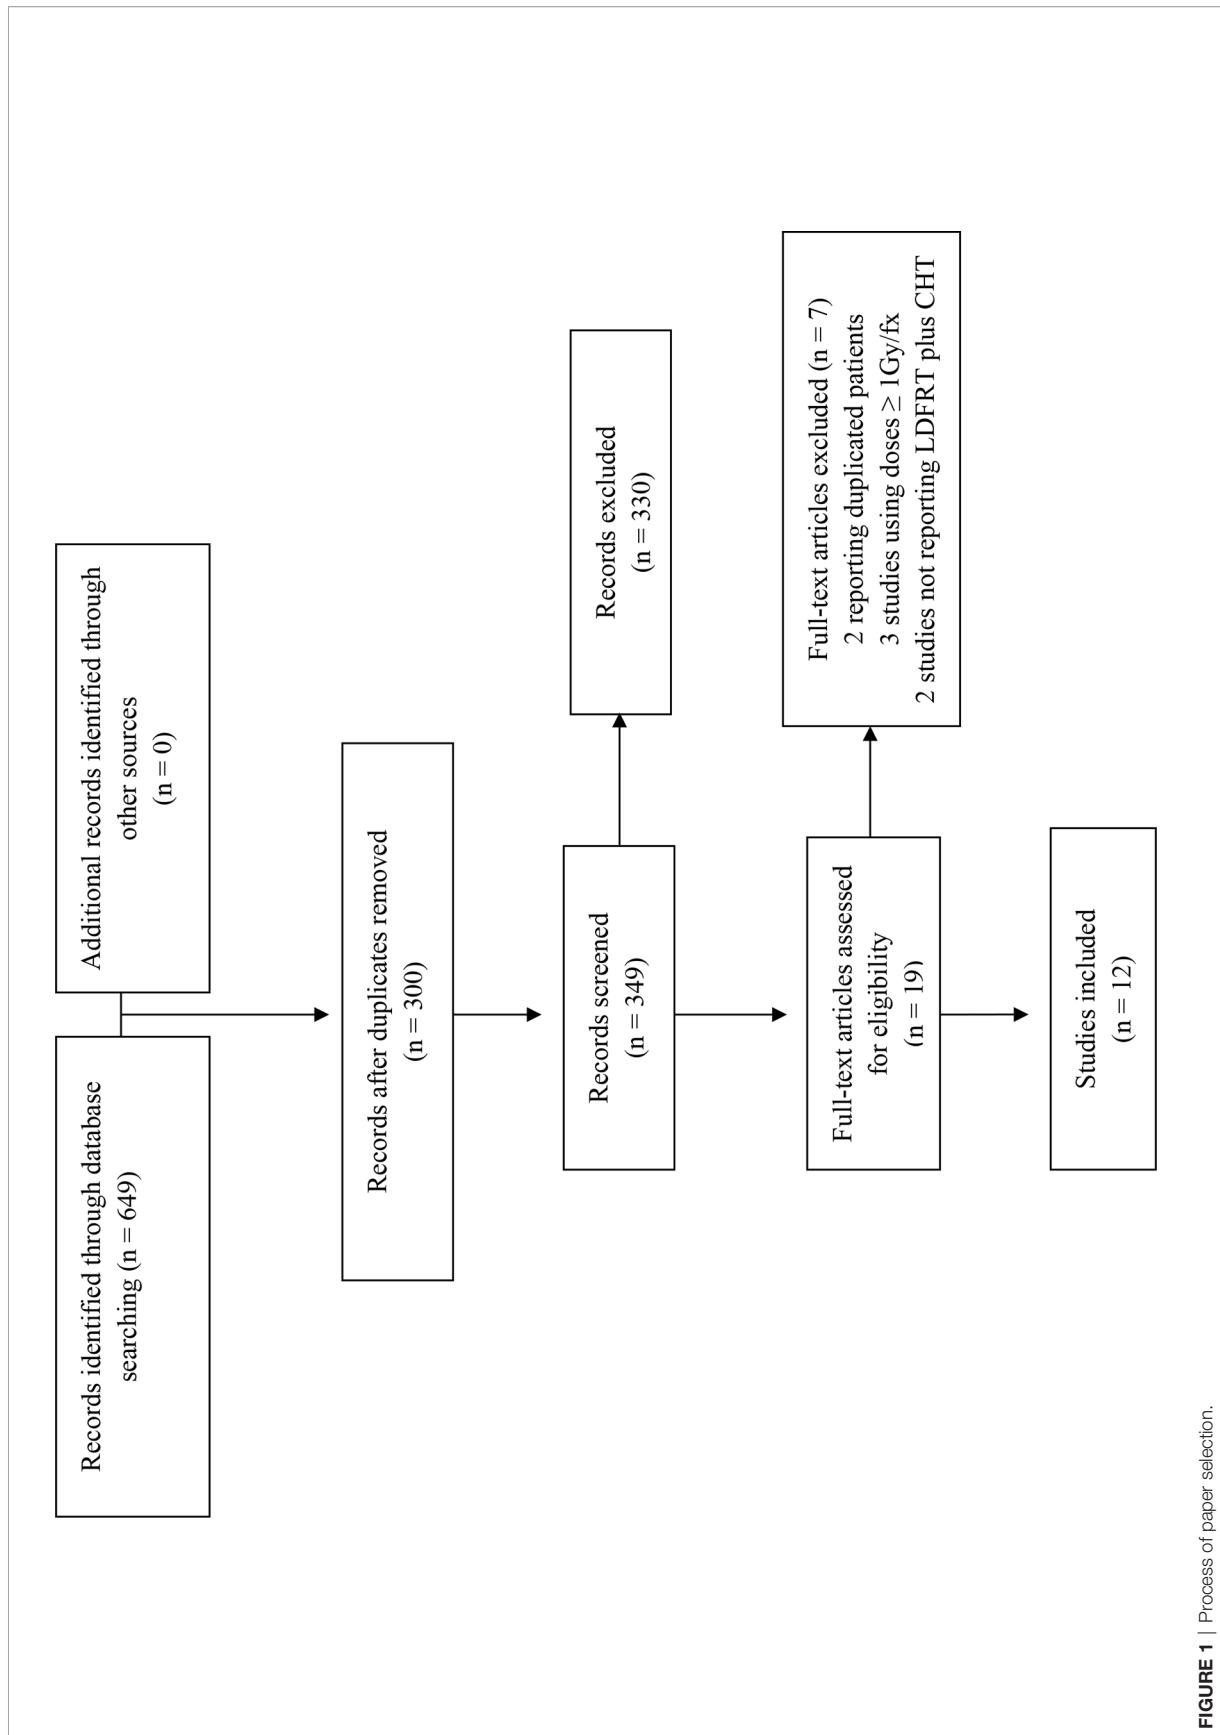 Records identified through database
searching (n = 649)
Additional records identified through
other sources
(n = 0)
Records after duplicates removed
(n = 300)
Records screened
(n = 349)
Records excluded
(n = 330)
Full-text articles assessed
for eligibility
(n = 19)
Full-text articles excluded (n = 7)
2 reporting duplicated patients
3 studies using doses ≥ 1Gy/fx
2 studies not reporting LDFRT plus CHT
Studies included
(n = 12)
FIGURE 1 | Process of paper selection.